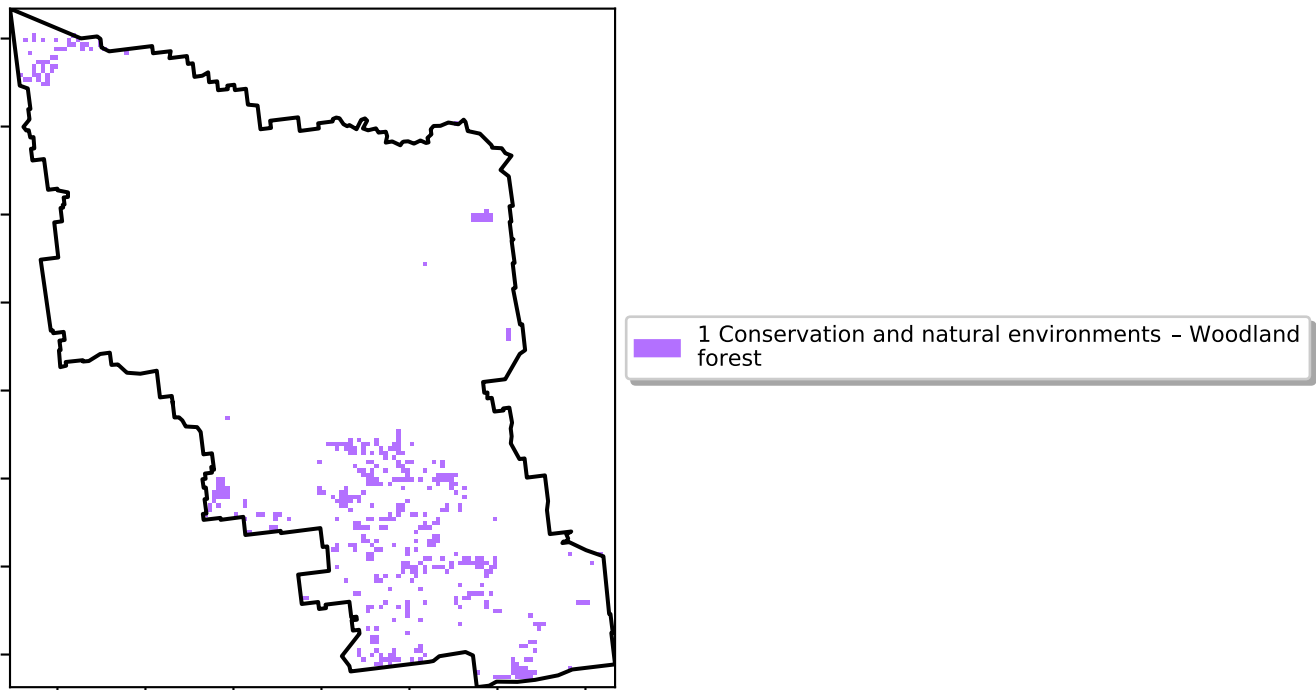 1 Conservation and natural environments – Woodland
forest